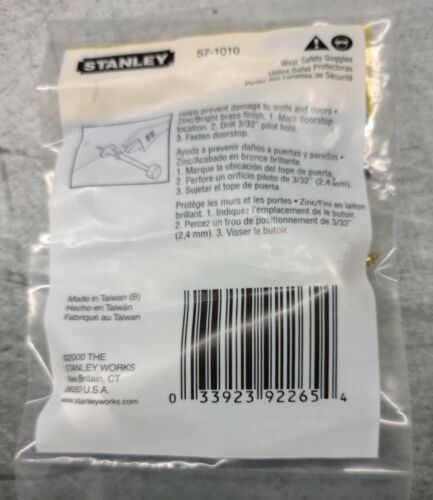 STANLEY
57-1010
Wear Safety Goggles
Utilice Gafas Protectoras
Portez des Lunettes de Sécurité
Helps prevent damage to walls and doors •
Zinc/Bright brass finish. 1. Mark doorstop
location. 2. Drill 3/32" pilot hole.
3. Fasten doorstop.
Ayuda a prevenir daños a puertas y paredes •
Zinc/Acabado en bronce brillante.
1. Marque la ubicación del tope de puerta.
2. Perfore un orificio piloto de 3/32" (2,4 mm).
3. Sujetar el tope de puerta.
Protège les murs et les portes • Zinc/Fini en laiton
brillant. 1. Indiquez l'emplacement de le butoir.
2. Percez un trou de positionnement de 3/32"
(2,4 mm). 3. Visser le butoir.
Made in Taiwan (B)
Hecho en Taiwán
Fabriqué au Taiwan
©2000 THE
STANLEY WORKS
New Britain, CT
06053 U.S.A.
www.stanleyworks.com
0 33923 92265 4